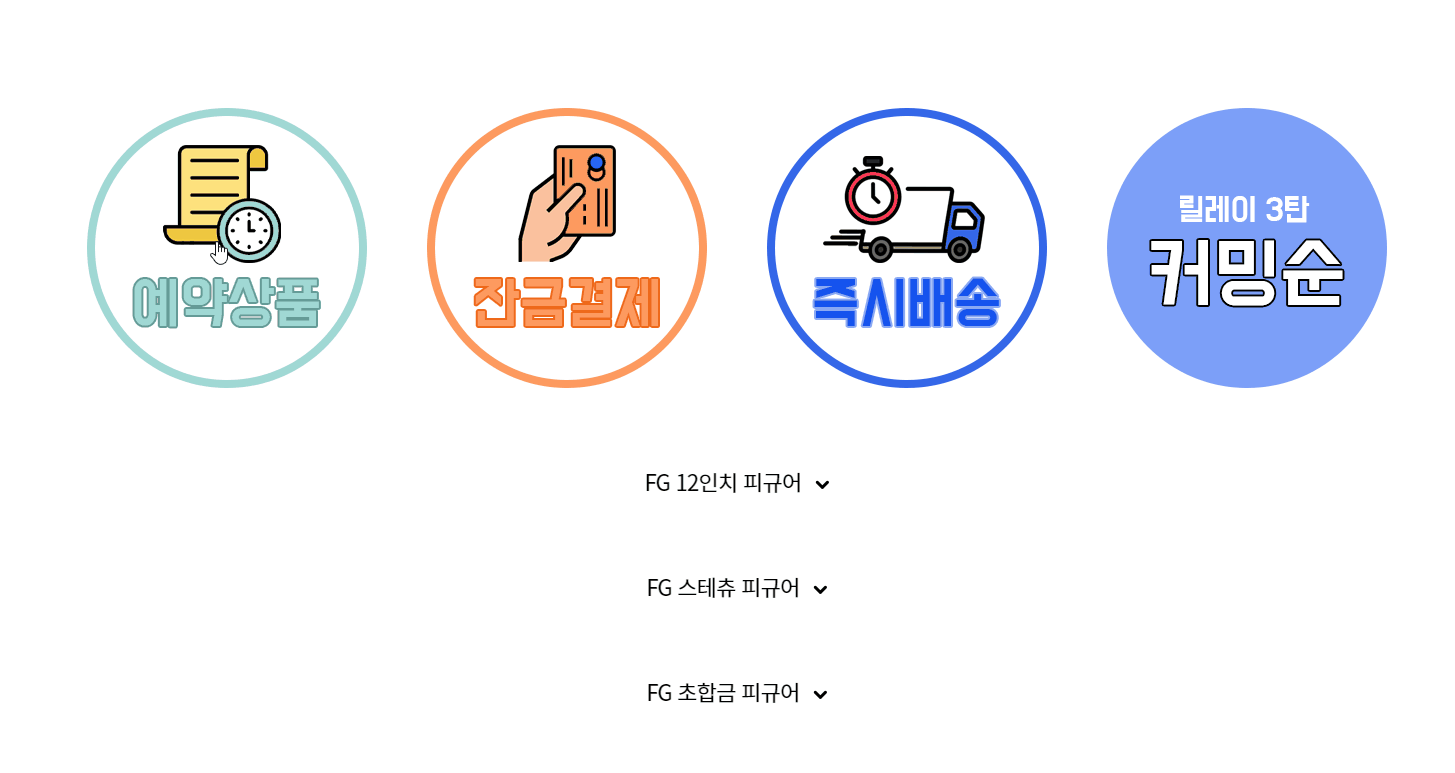 예약상품
잔금결제
즉시배송
릴레이 3탄
커밍순
FG 12인치 피규어
FG 스테츄 피규어
FG 초합금 피규어